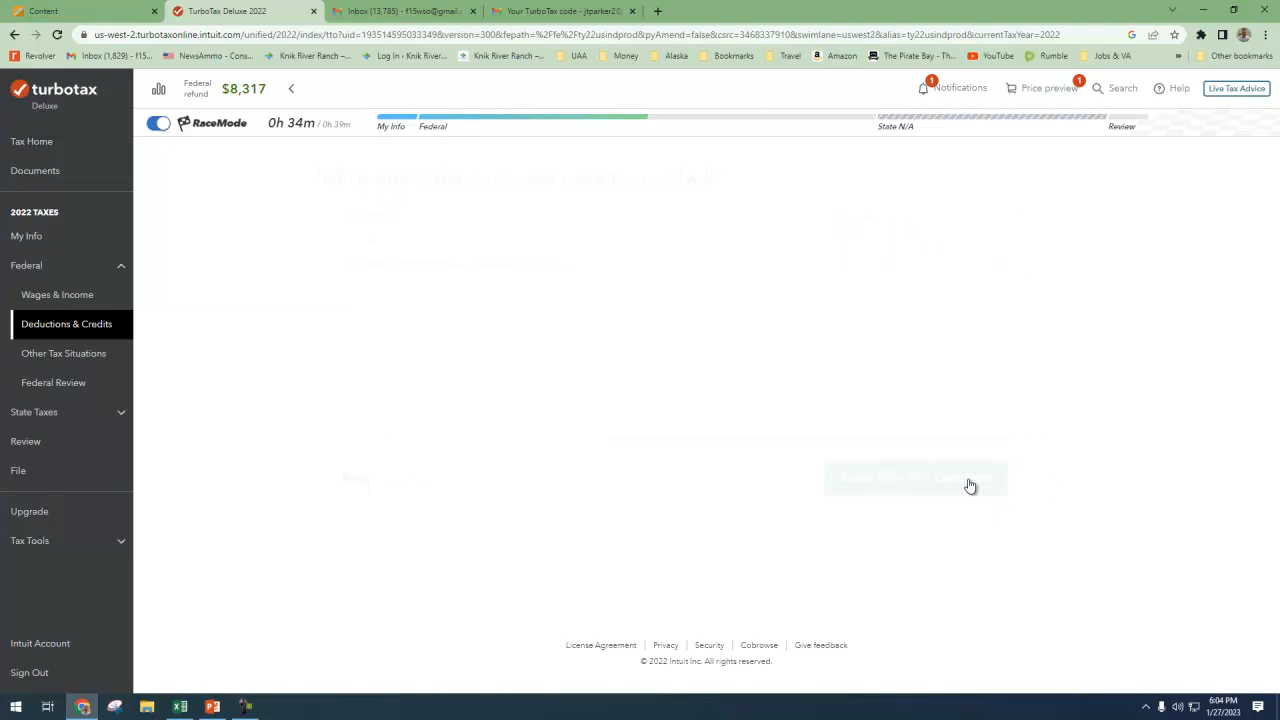 Content
TurboTax Deluxe 2022
Inbox (13,785) - f15wso@gmail.c
Your TurboTax code - jtparker2@
us-west-2.turbotaxonline.intuit.com/unified/2022/index/tto?uid=193514595033349&version=300&fepath=%2ffe%2fty22usindprod&pyAmend=false&csrc=3468337910&swimlane=uswest2&alias=ty22usindprod&currentTaxYear=2022
Revolver
Inbox (1,829) - f15...
NewsAmmo - Cons...
Knik River Ranch –...
Log In ‹ Knik River...
Knik River Ranch –...
UAA
Money
Alaska
Bookmarks
Travel
Amazon
The Parking Spot - Th...
YouTube
Rumble
Jobs & VA
»
Other bookmarks
turbotax
Deluxe
Federal
refund
$8,317
1
Notifications
1
Price preview
Search
Help
Live Tax Advice
RaceMode
0h 34m / 0h 39m
My Info
Federal
State N/A
Review
Tax Home
Documents
2022 TAXES
My Info
Federal
Wages & Income
Deductions & Credits
Other Tax Situations
Federal Review
State Taxes
Review
File
Upgrade
Tax Tools
Intuit Account
Sign Out
License Agreement
Privacy
Security
Cobrowse
Give feedback
© 2022 Intuit Inc. All rights reserved.
6:04 PM
1/27/2023